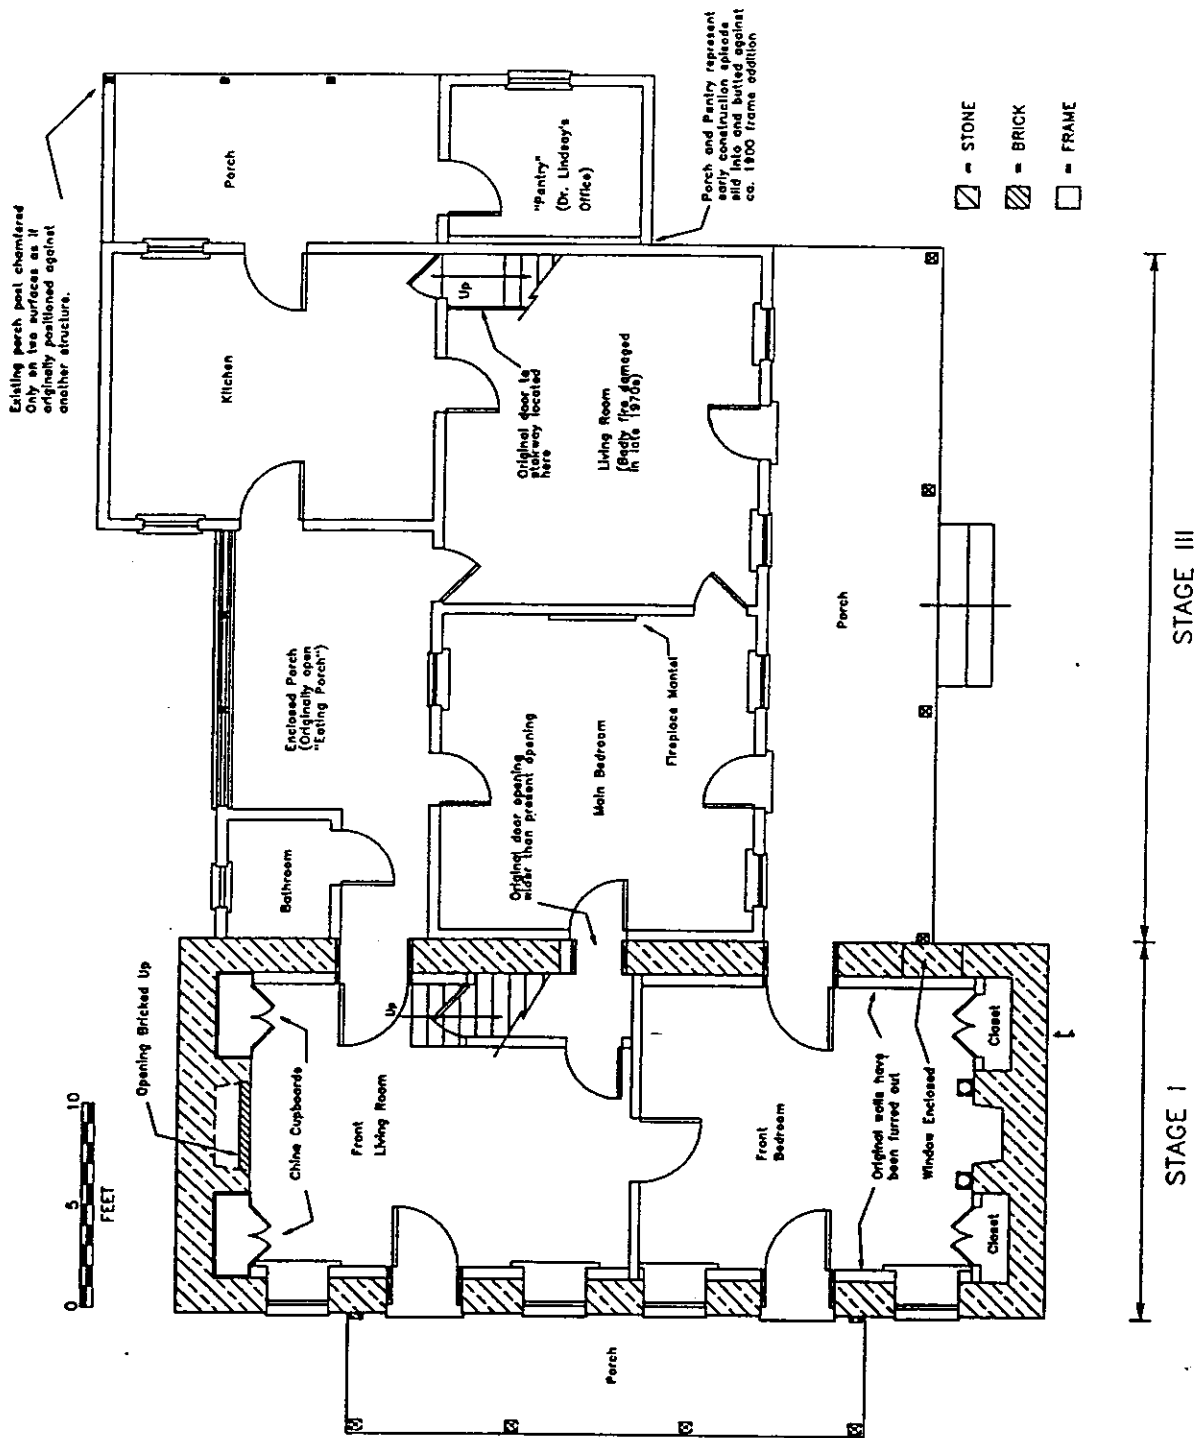 Existing porch post chamfered
Only on two surfaces as if
originally positioned against
another structure.
Porch
"Pantry"
(Dr. Lindsay's
Office)
Porch and Pantry represent
early construction episode
slid into and butted against
ca. 1900 frame addition
Kitchen
Up
Original door to
stairway located
here
Living Room
(Badly fire damaged
in late 1970s)
Enclosed Porch
(Originally open
"Eating Porch")
Bathroom
Original door opening
wider than present opening
Main Bedroom
Fireplace Mantel
Porch
Opening Bricked Up
China Cupboards
Up
Front
Living Room
Front
Bedroom
Original walls have
been furred out
Window Enclosed
Closet
Closet
Porch
0 5 10
FEET
= STONE
= BRICK
= FRAME
STAGE I
STAGE III